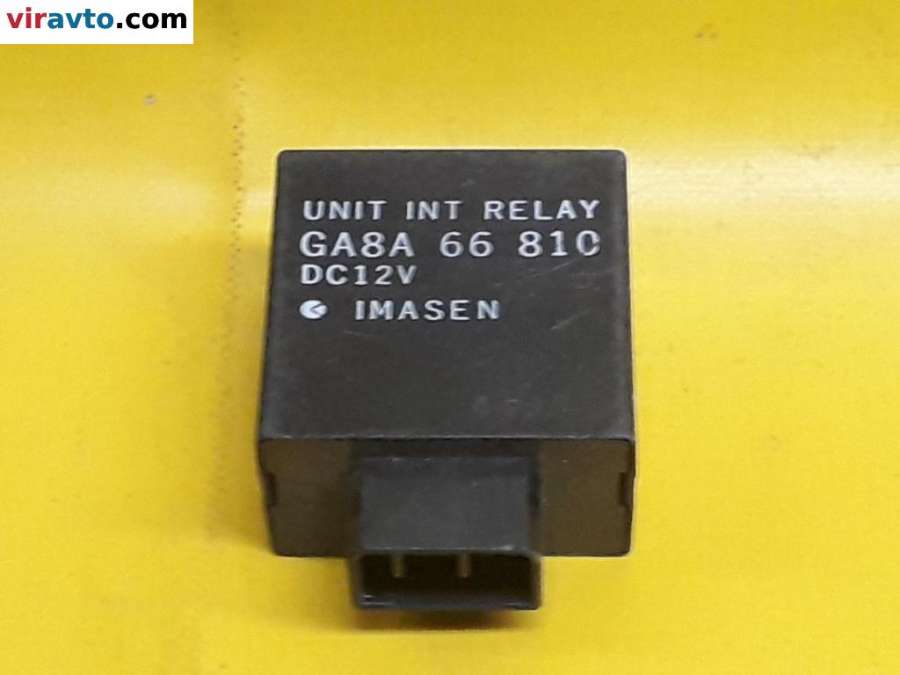 viravto.com
UNIT INT RELAY
GA8A 66 810
DC12V
IMASEN